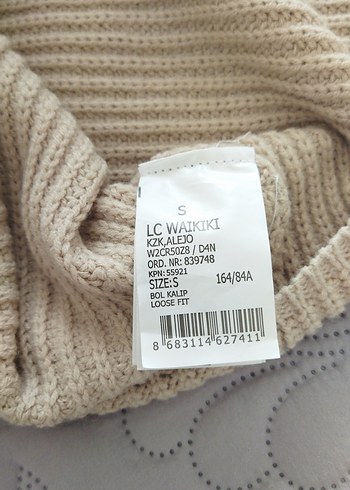 S
LC WAIKIKI
KZK,ALEJO
W2CR50Z8 / D4N
ORD. NR: 839748
KPN: 55921
SIZE:S 164/84A
BOL KALIP
LOOSE FIT
8 683114 627411